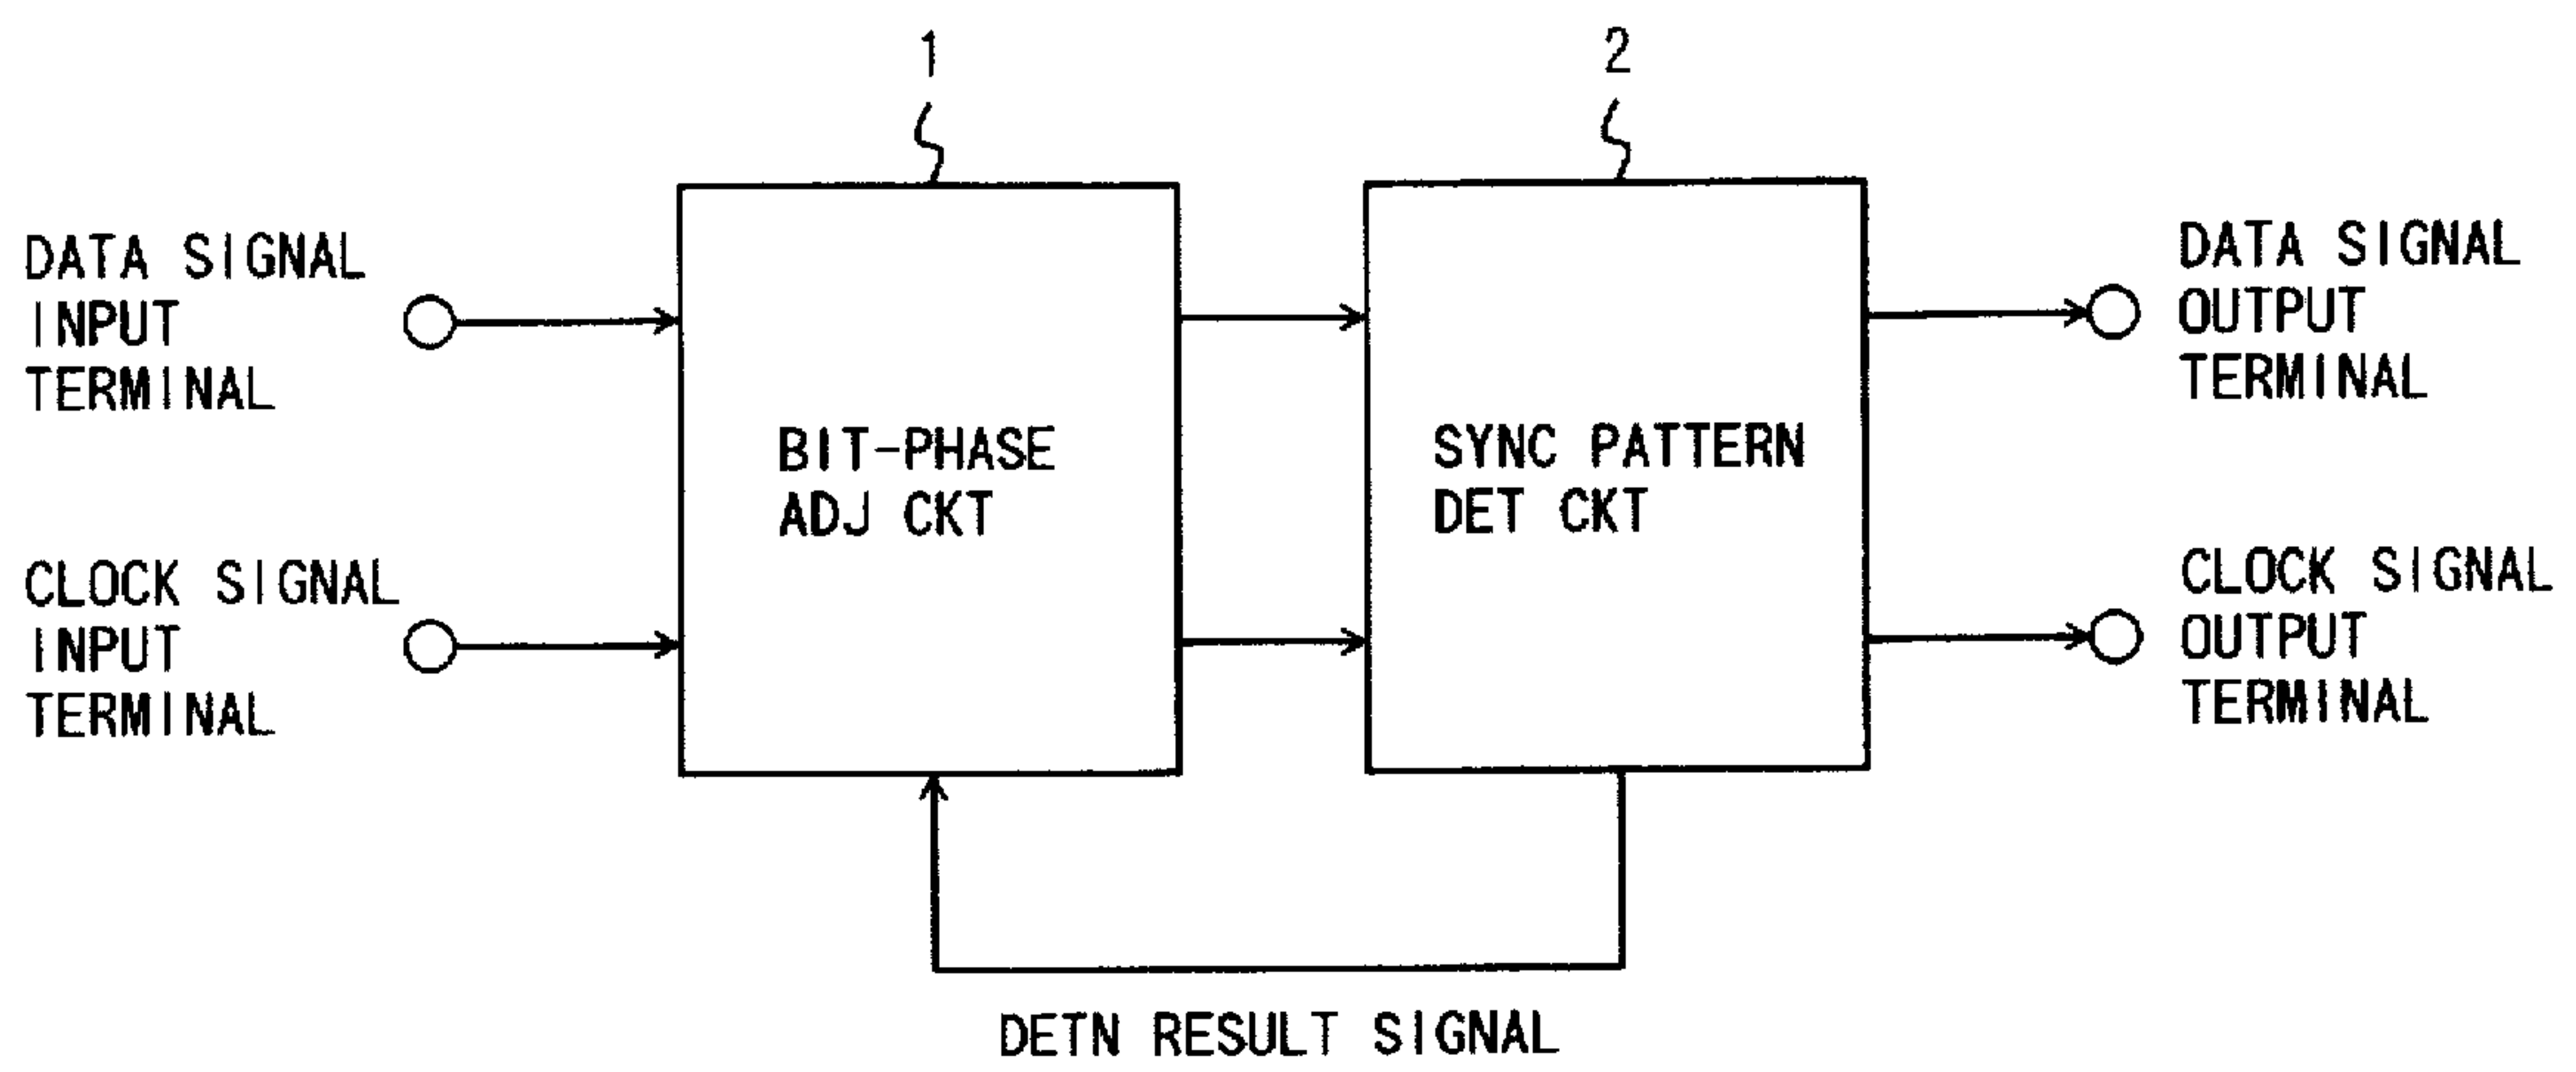 1
2
DATA SIGNAL
INPUT
TERMINAL
CLOCK SIGNAL
INPUT
TERMINAL
BIT-PHASE
ADJ CKT
SYNC PATTERN
DET CKT
DATA SIGNAL
OUTPUT
TERMINAL
CLOCK SIGNAL
OUTPUT
TERMINAL
DETN RESULT SIGNAL